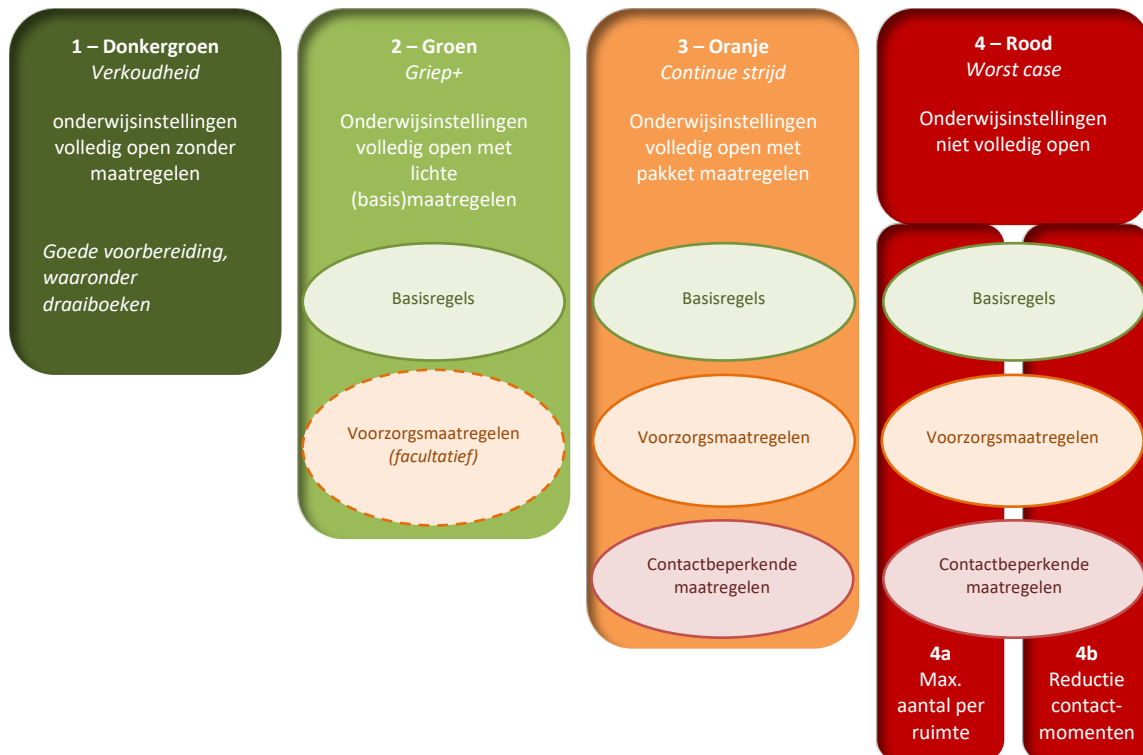 1 – Donkergroen
Verkoudheid
onderwijsinstellingen
volledig open zonder
maatregelen
Goede voorbereiding,
waaronder
draaiboeken
2 – Groen
Griep+
Onderwijsinstellingen
volledig open met
lichte
(basis)maatregelen
Basisregels
Voorzorgsmaatregelen
(facultatief)
3 – Oranje
Continue strijd
Onderwijsinstellingen
volledig open met
pakket maatregelen
Basisregels
Voorzorgsmaatregelen
Contactbeperkende
maatregelen
4 – Rood
Worst case
Onderwijsinstellingen
niet volledig open
Basisregels
Voorzorgsmaatregelen
Contactbeperkende
maatregelen
4a
Max.
aantal per
ruimte
4b
Reductie
contact-
momenten